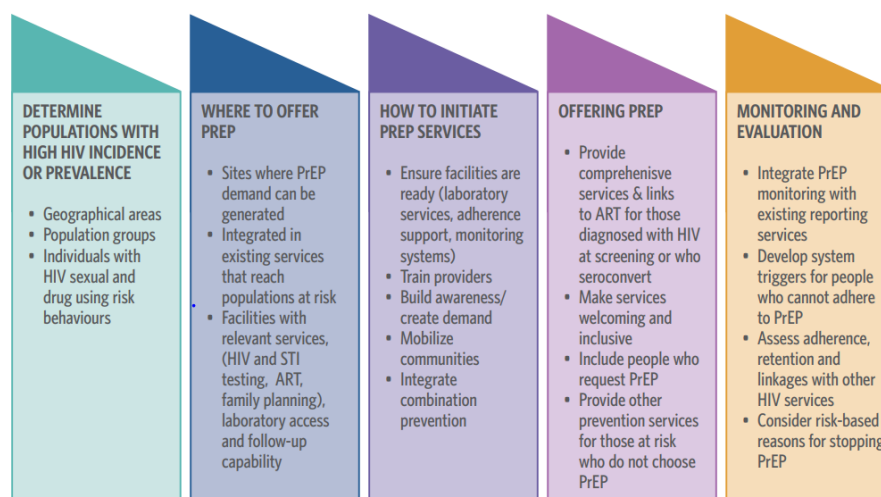 DETERMINE
POPULATIONS WITH
HIGH HIV INCIDENCE
OR PREVALENCE
• Geographical areas
• Population groups
• Individuals with
HIV sexual and
drug using risk
behaviours
WHERE TO OFFER
PREP
• Sites where PrEP
demand can be
generated
• Integrated in
existing services
that reach
populations at risk
• Facilities with
relevant services,
(HIV and STI
testing, ART,
family planning),
laboratory access
and follow-up
capability
HOW TO INITIATE
PREP SERVICES
• Ensure facilities are
ready (laboratory
services, adherence
support, monitoring
systems)
• Train providers
• Build awareness/
create demand
• Mobilize
communities
• Integrate
combination
prevention
OFFERING PREP
• Provide
comprehenisve
services & links
to ART for those
diagnosed with HIV
at screening or who
seroconvert
• Make services
welcoming and
inclusive
• Include people who
request PrEP
• Provide other
prevention services
for those at risk
who do not choose
PrEP
MONITORING AND
EVALUATION
• Integrate PrEP
monitoring with
existing reporting
services
• Develop system
triggers for people
who cannot adhere
to PrEP
• Assess adherence,
retention and
linkages with other
HIV services
• Consider risk-based
reasons for stopping
PrEP